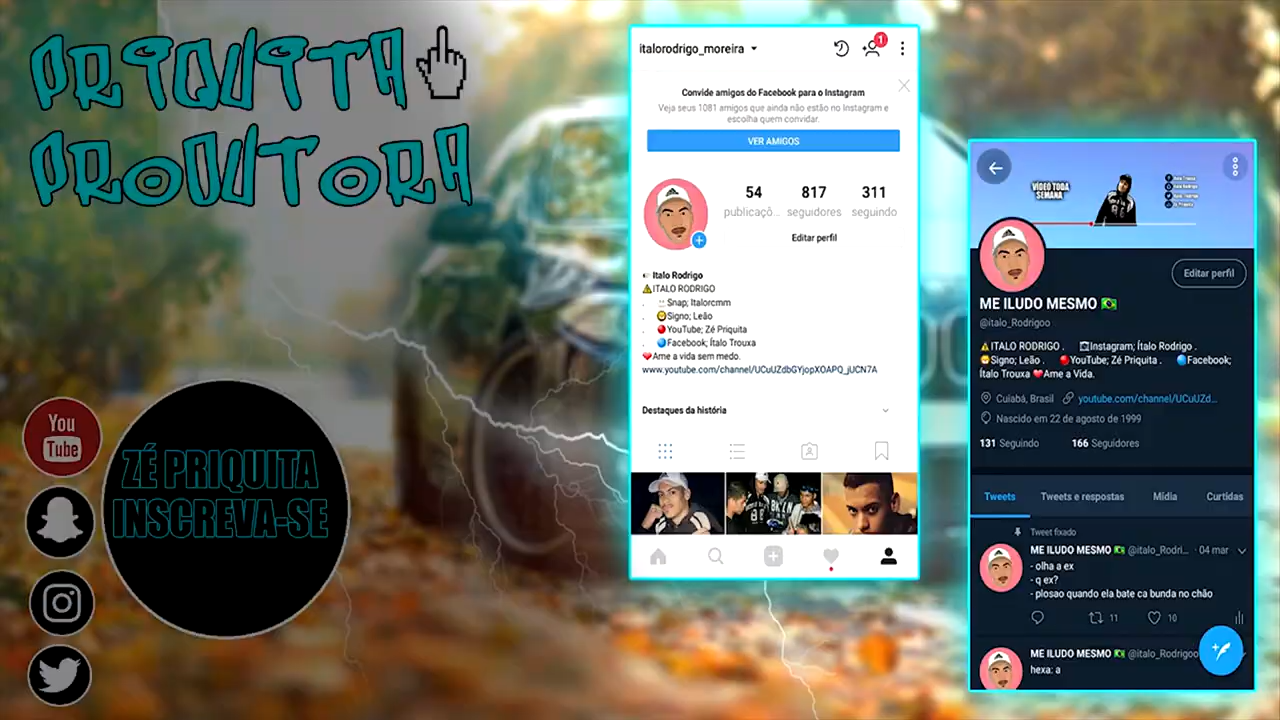 PRIQUITA
PRODUTORA
You
Tube
ZÉ PRIQUITA
INSCREVA-SE
italorodrigo_moreira
1
Convide amigos do Facebook para o Instagram
Veja seus 1081 amigos que ainda não estão no Instagram e
escolha quem convidar.
VER AMIGOS
54 817 311
publicaçõ... seguidores seguindo
Editar perfil
Italo Rodrigo
⚠ITALO RODRIGO
. Snap; Italorcmm
. Signo; Leão
. YouTube; Zé Priquita
. Facebook; Ítalo Trouxa
❤Ame a vida sem medo.
www.youtube.com/channel/UCuUZdbGYjopXOAPQ_jUCN7A
Destaques da história
VÍDEO TODA
SEMANA
Editar perfil
ME ILUDO MESMO 🇧🇷
@italo_Rodrigoo
⚠ITALO RODRIGO . Instagram; Ítalo Rodrigo .
Signo; Leão . YouTube; Zé Priquita . Facebook;
Ítalo Trouxa ❤Ame a Vida.
Cuiabá, Brasil youtube.com/channel/UCuUZd...
Nascido em 22 de agosto de 1999
131 Seguindo 166 Seguidores
Tweets Tweets e respostas Mídia Curtidas
Tweet fixado
ME ILUDO MESMO 🇧🇷 @italo_Rodri... · 04 mar
- olha a ex
- q ex?
- plosao quando ela bate ca bunda no chão
11 10
ME ILUDO MESMO 🇧🇷 @italo_Rodrigoo
hexa: a